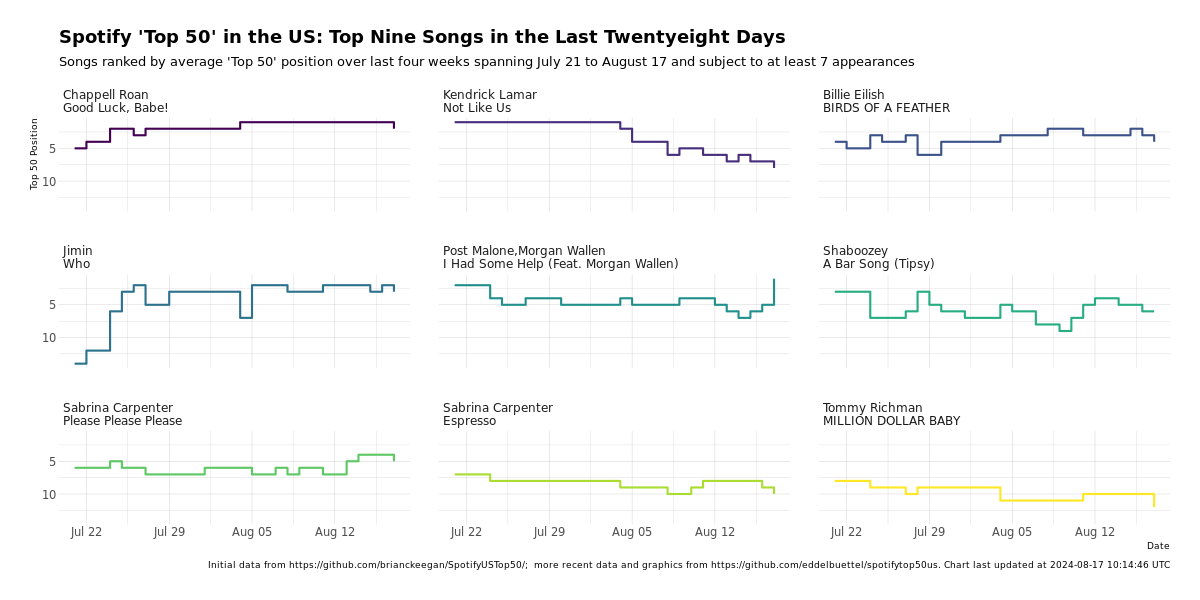 Spotify 'Top 50' in the US: Top Nine Songs in the Last Twentyeight Days
Songs ranked by average 'Top 50' position over last four weeks spanning July 21 to August 17 and subject to at least 7 appearances
Chappell Roan
Good Luck, Babe!
Kendrick Lamar
Not Like Us
Billie Eilish
BIRDS OF A FEATHER
Top 50 Position
5
10
Jimin
Who
Post Malone,Morgan Wallen
I Had Some Help (Feat. Morgan Wallen)
Shaboozey
A Bar Song (Tipsy)
5
10
Sabrina Carpenter
Please Please Please
Sabrina Carpenter
Espresso
Tommy Richman
MILLION DOLLAR BABY
5
10
Jul 22 Jul 29 Aug 05 Aug 12
Jul 22 Jul 29 Aug 05 Aug 12
Jul 22 Jul 29 Aug 05 Aug 12
Date
Initial data from https://github.com/brianckeegan/SpotifyUSTop50/;  more recent data and graphics from https://github.com/eddelbuettel/spotifytop50us. Chart last updated at 2024-08-17 10:14:46 UTC